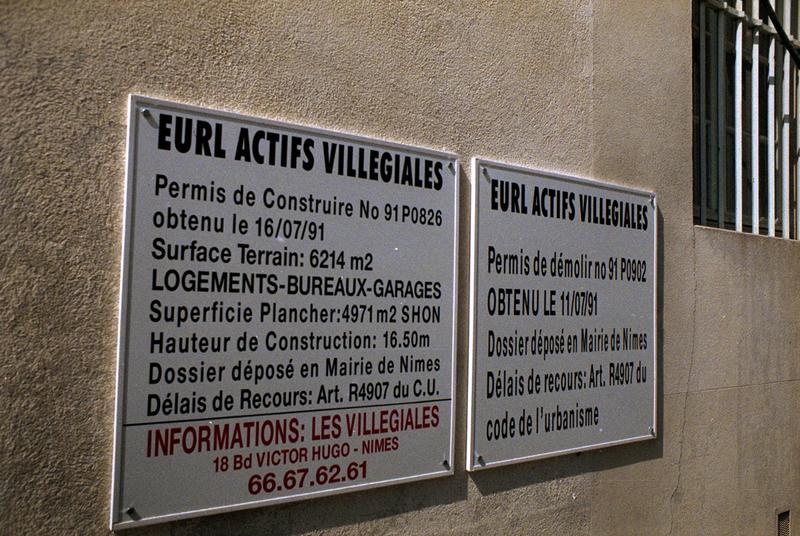 EURL ACTIFS VILLEGIALES
Permis de Construire No 91P0826
obtenu le 16/07/91
Surface Terrain: 6214 m2
LOGEMENTS-BUREAUX-GARAGES
Superficie Plancher:4971m2 SHON
Hauteur de Construction: 16.50m
Dossier déposé en Mairie de Nimes
Délais de Recours: Art. R4907 du C.U.
INFORMATIONS: LES VILLEGIALES
18 Bd VICTOR HUGO - NIMES
66.67.62.61
EURL ACTIFS VILLEGIALES
Permis de démolir no 91 P0902
OBTENU LE 11/07/91
Dossier déposé en Mairie de Nimes
Délais de recours: Art. R4907 du
code de l'urbanisme